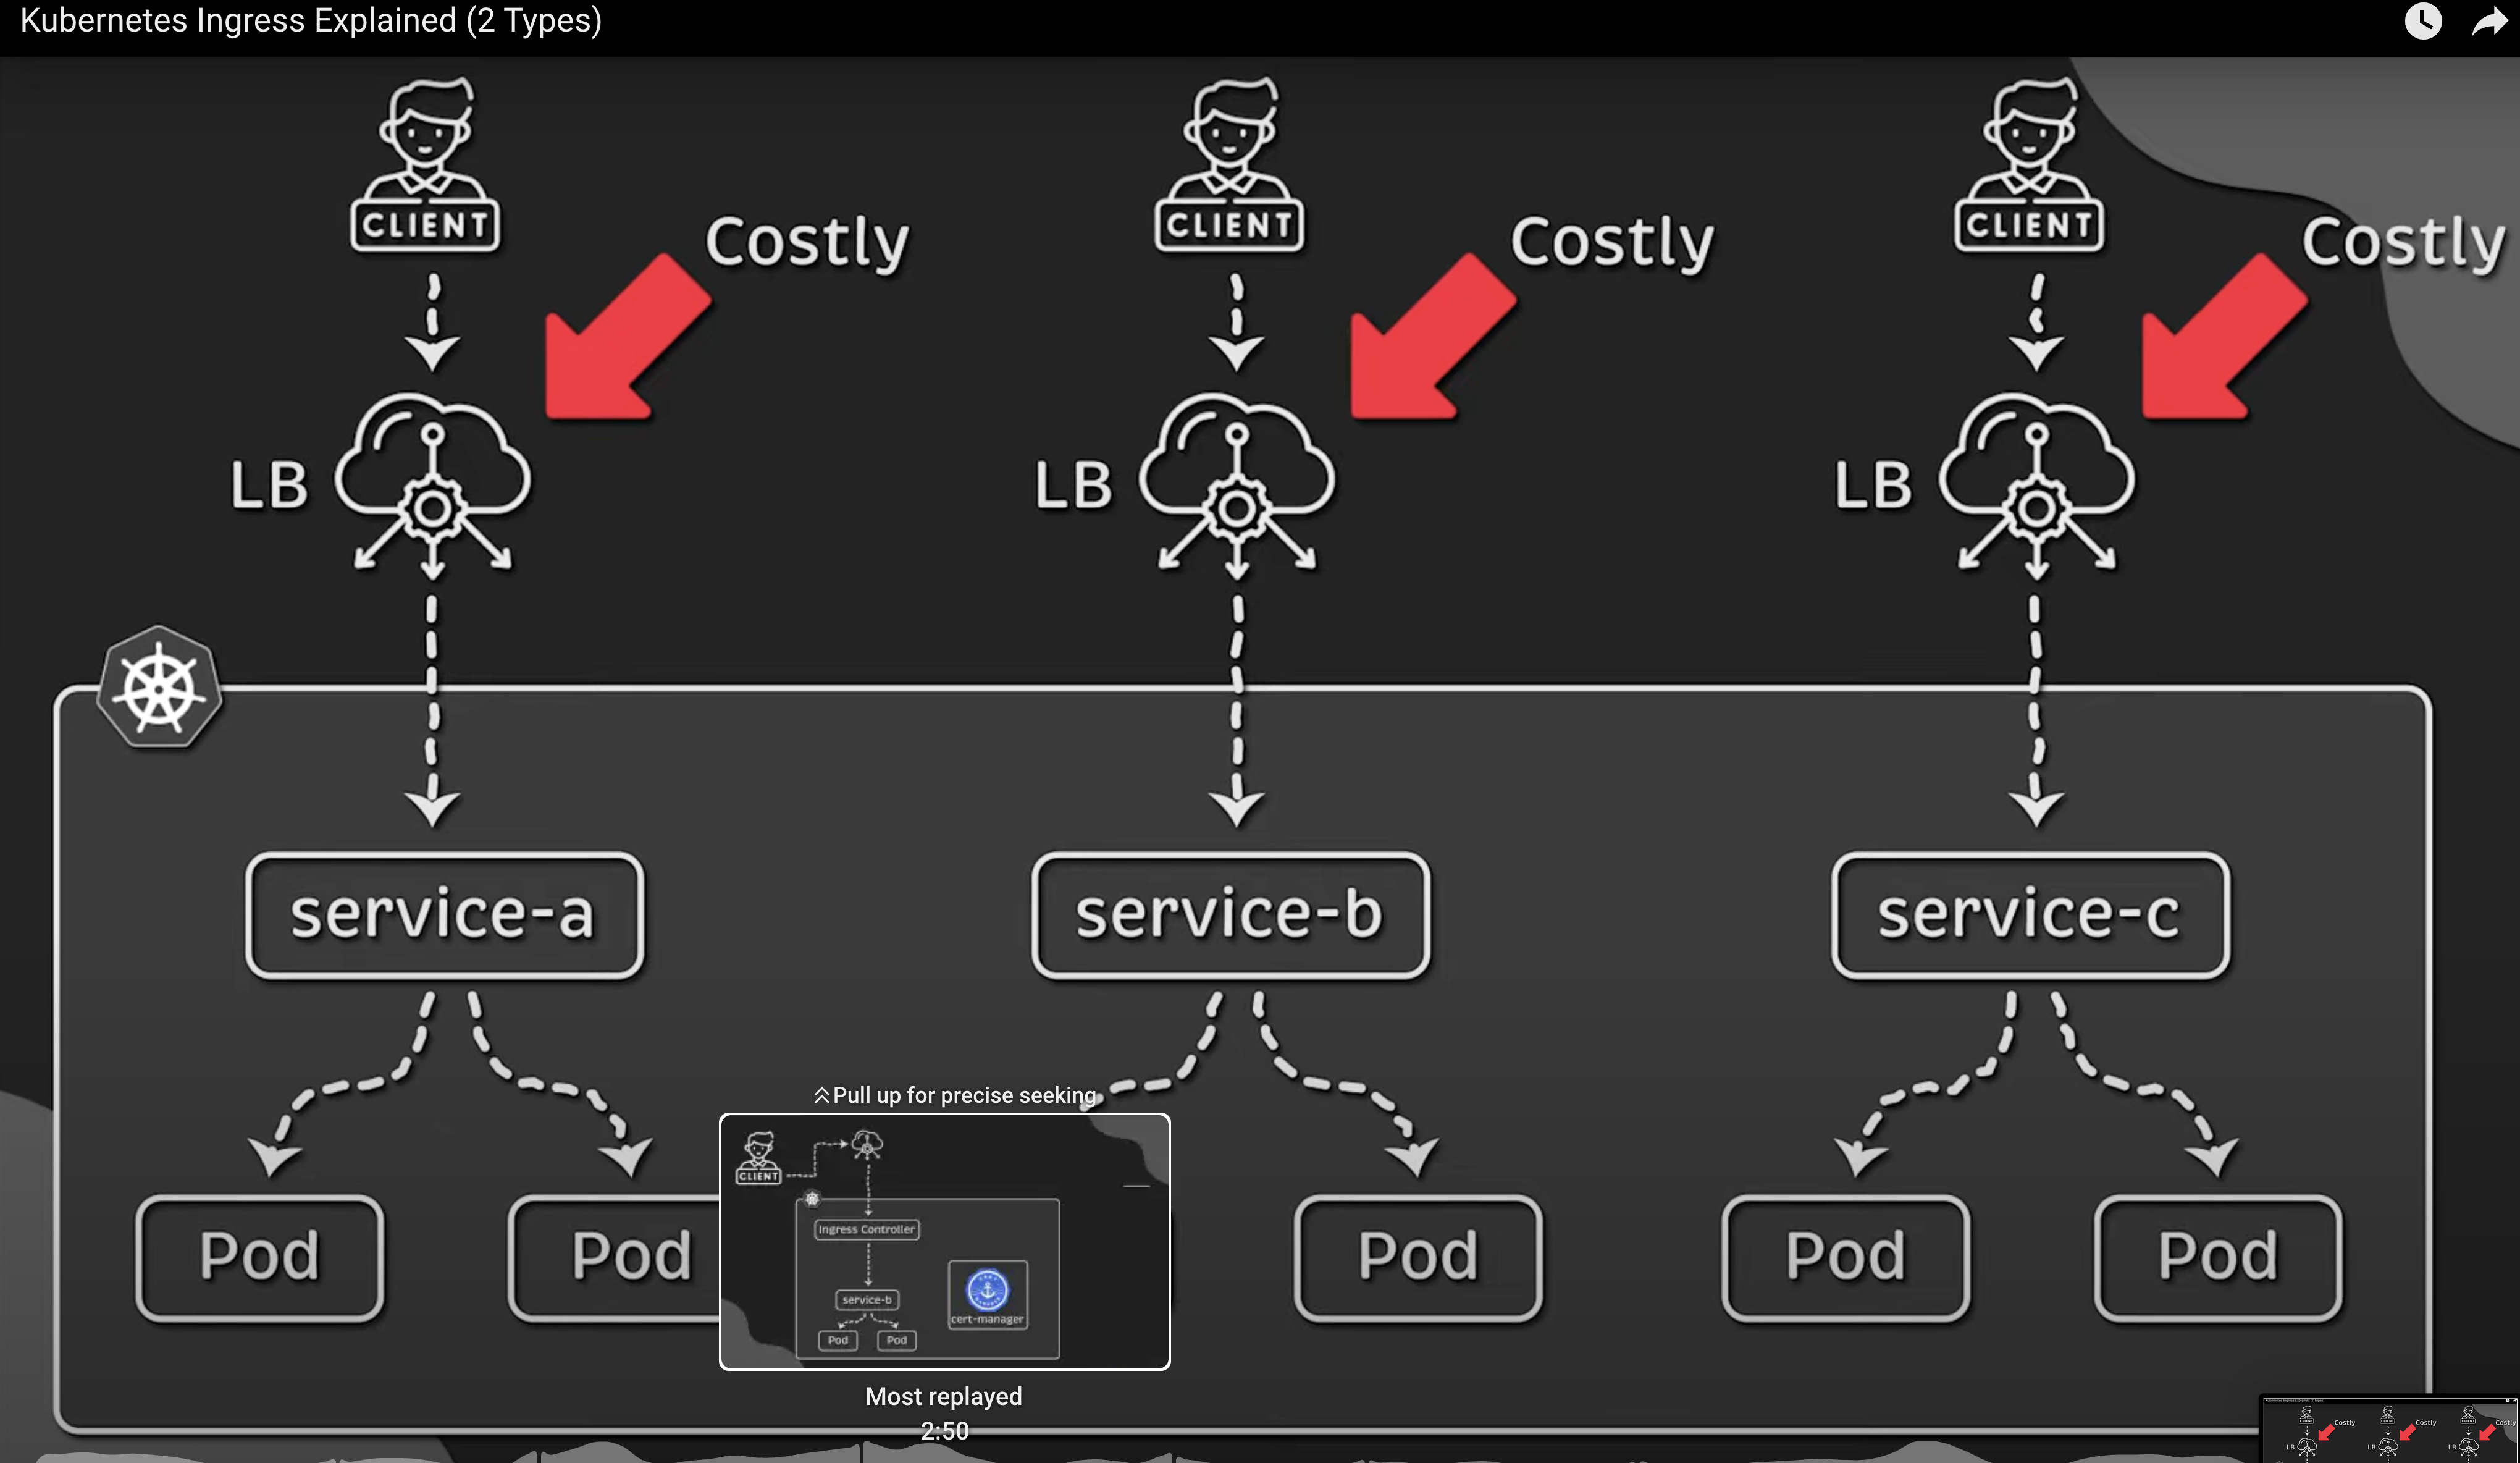 Kubernetes Ingress Explained (2 Types)
CLIENT
CLIENT
CLIENT
Costly
Costly
Costly
LB
LB
LB
service-a
service-b
service-c
Pull up for precise seeking
CLIENT
Ingress Controller
service-b
cert-manager
Pod
Pod
Pod
Pod
Pod
Pod
Pod
Most replayed
2:50
Costly
Costly
Costly
LB
LB
LB